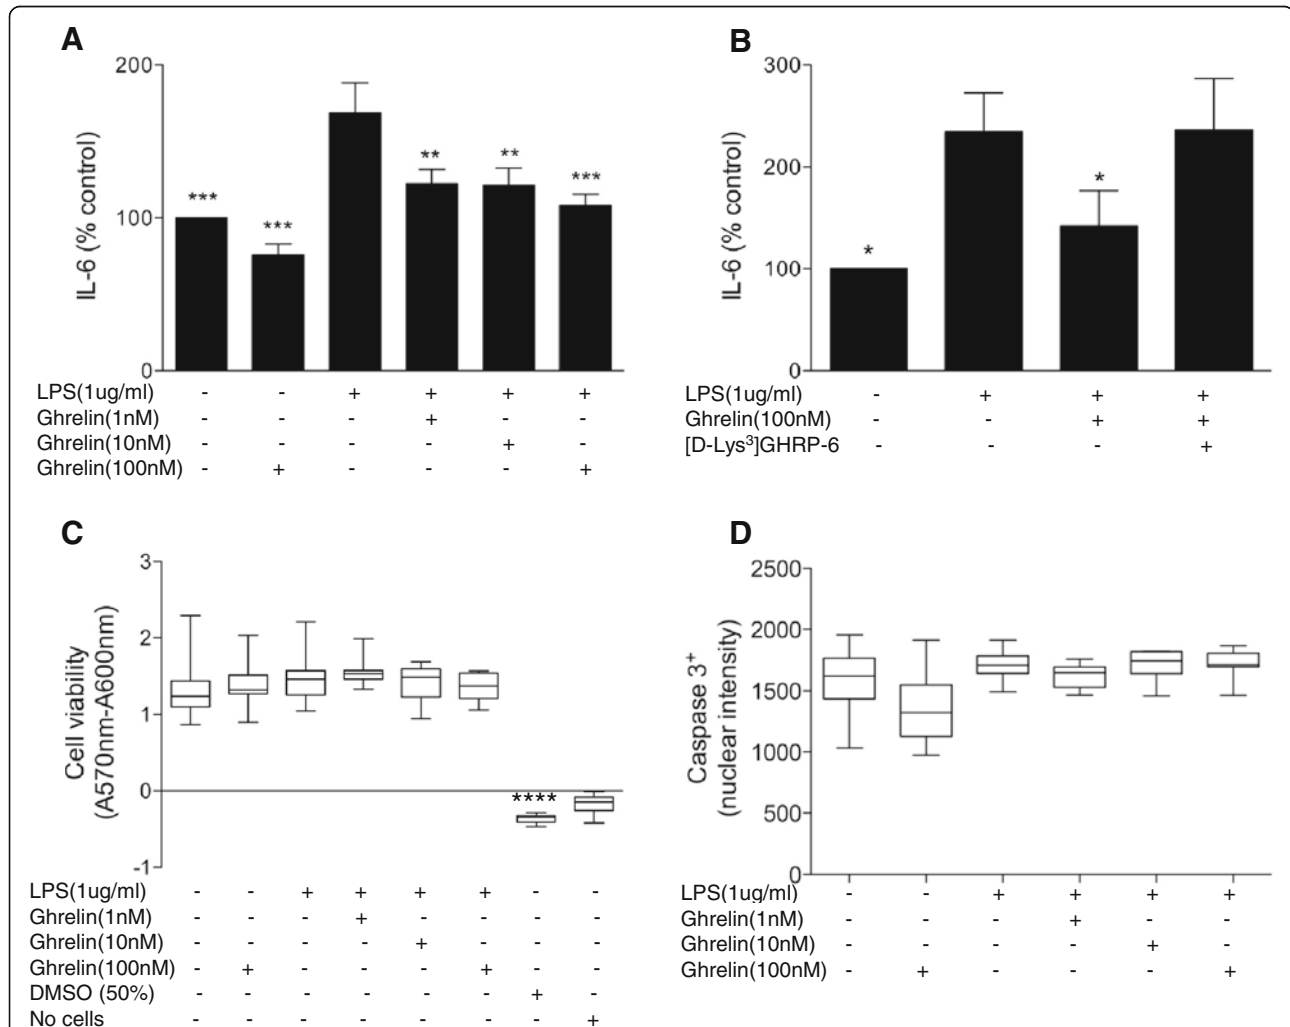 A
200
100
0
IL-6 (% control)
***
***
**
**
***
LPS(1ug/ml) - - + + + +
Ghrelin(1nM) - - - + - -
Ghrelin(10nM) - - - - + -
Ghrelin(100nM) - + - - - +
B
300
200
100
0
IL-6 (% control)
*
*
LPS(1ug/ml) - + + +
Ghrelin(100nM) - - + +
[D-Lys³]GHRP-6 - - - +
C
3
2
1
0
-1
Cell viability
(A570nm-A600nm)
****
LPS(1ug/ml) - - + + + + - -
Ghrelin(1nM) - - - + - - - -
Ghrelin(10nM) - - - - + - - -
Ghrelin(100nM) - + - - - + - -
DMSO (50%) - - - - - - + -
No cells - - - - - - - +
D
2500
2000
1500
1000
500
0
Caspase 3⁺
(nuclear intensity)
LPS(1ug/ml) - - + + + +
Ghrelin(1nM) - - - + - -
Ghrelin(10nM) - - - - + -
Ghrelin(100nM) - + - - - +